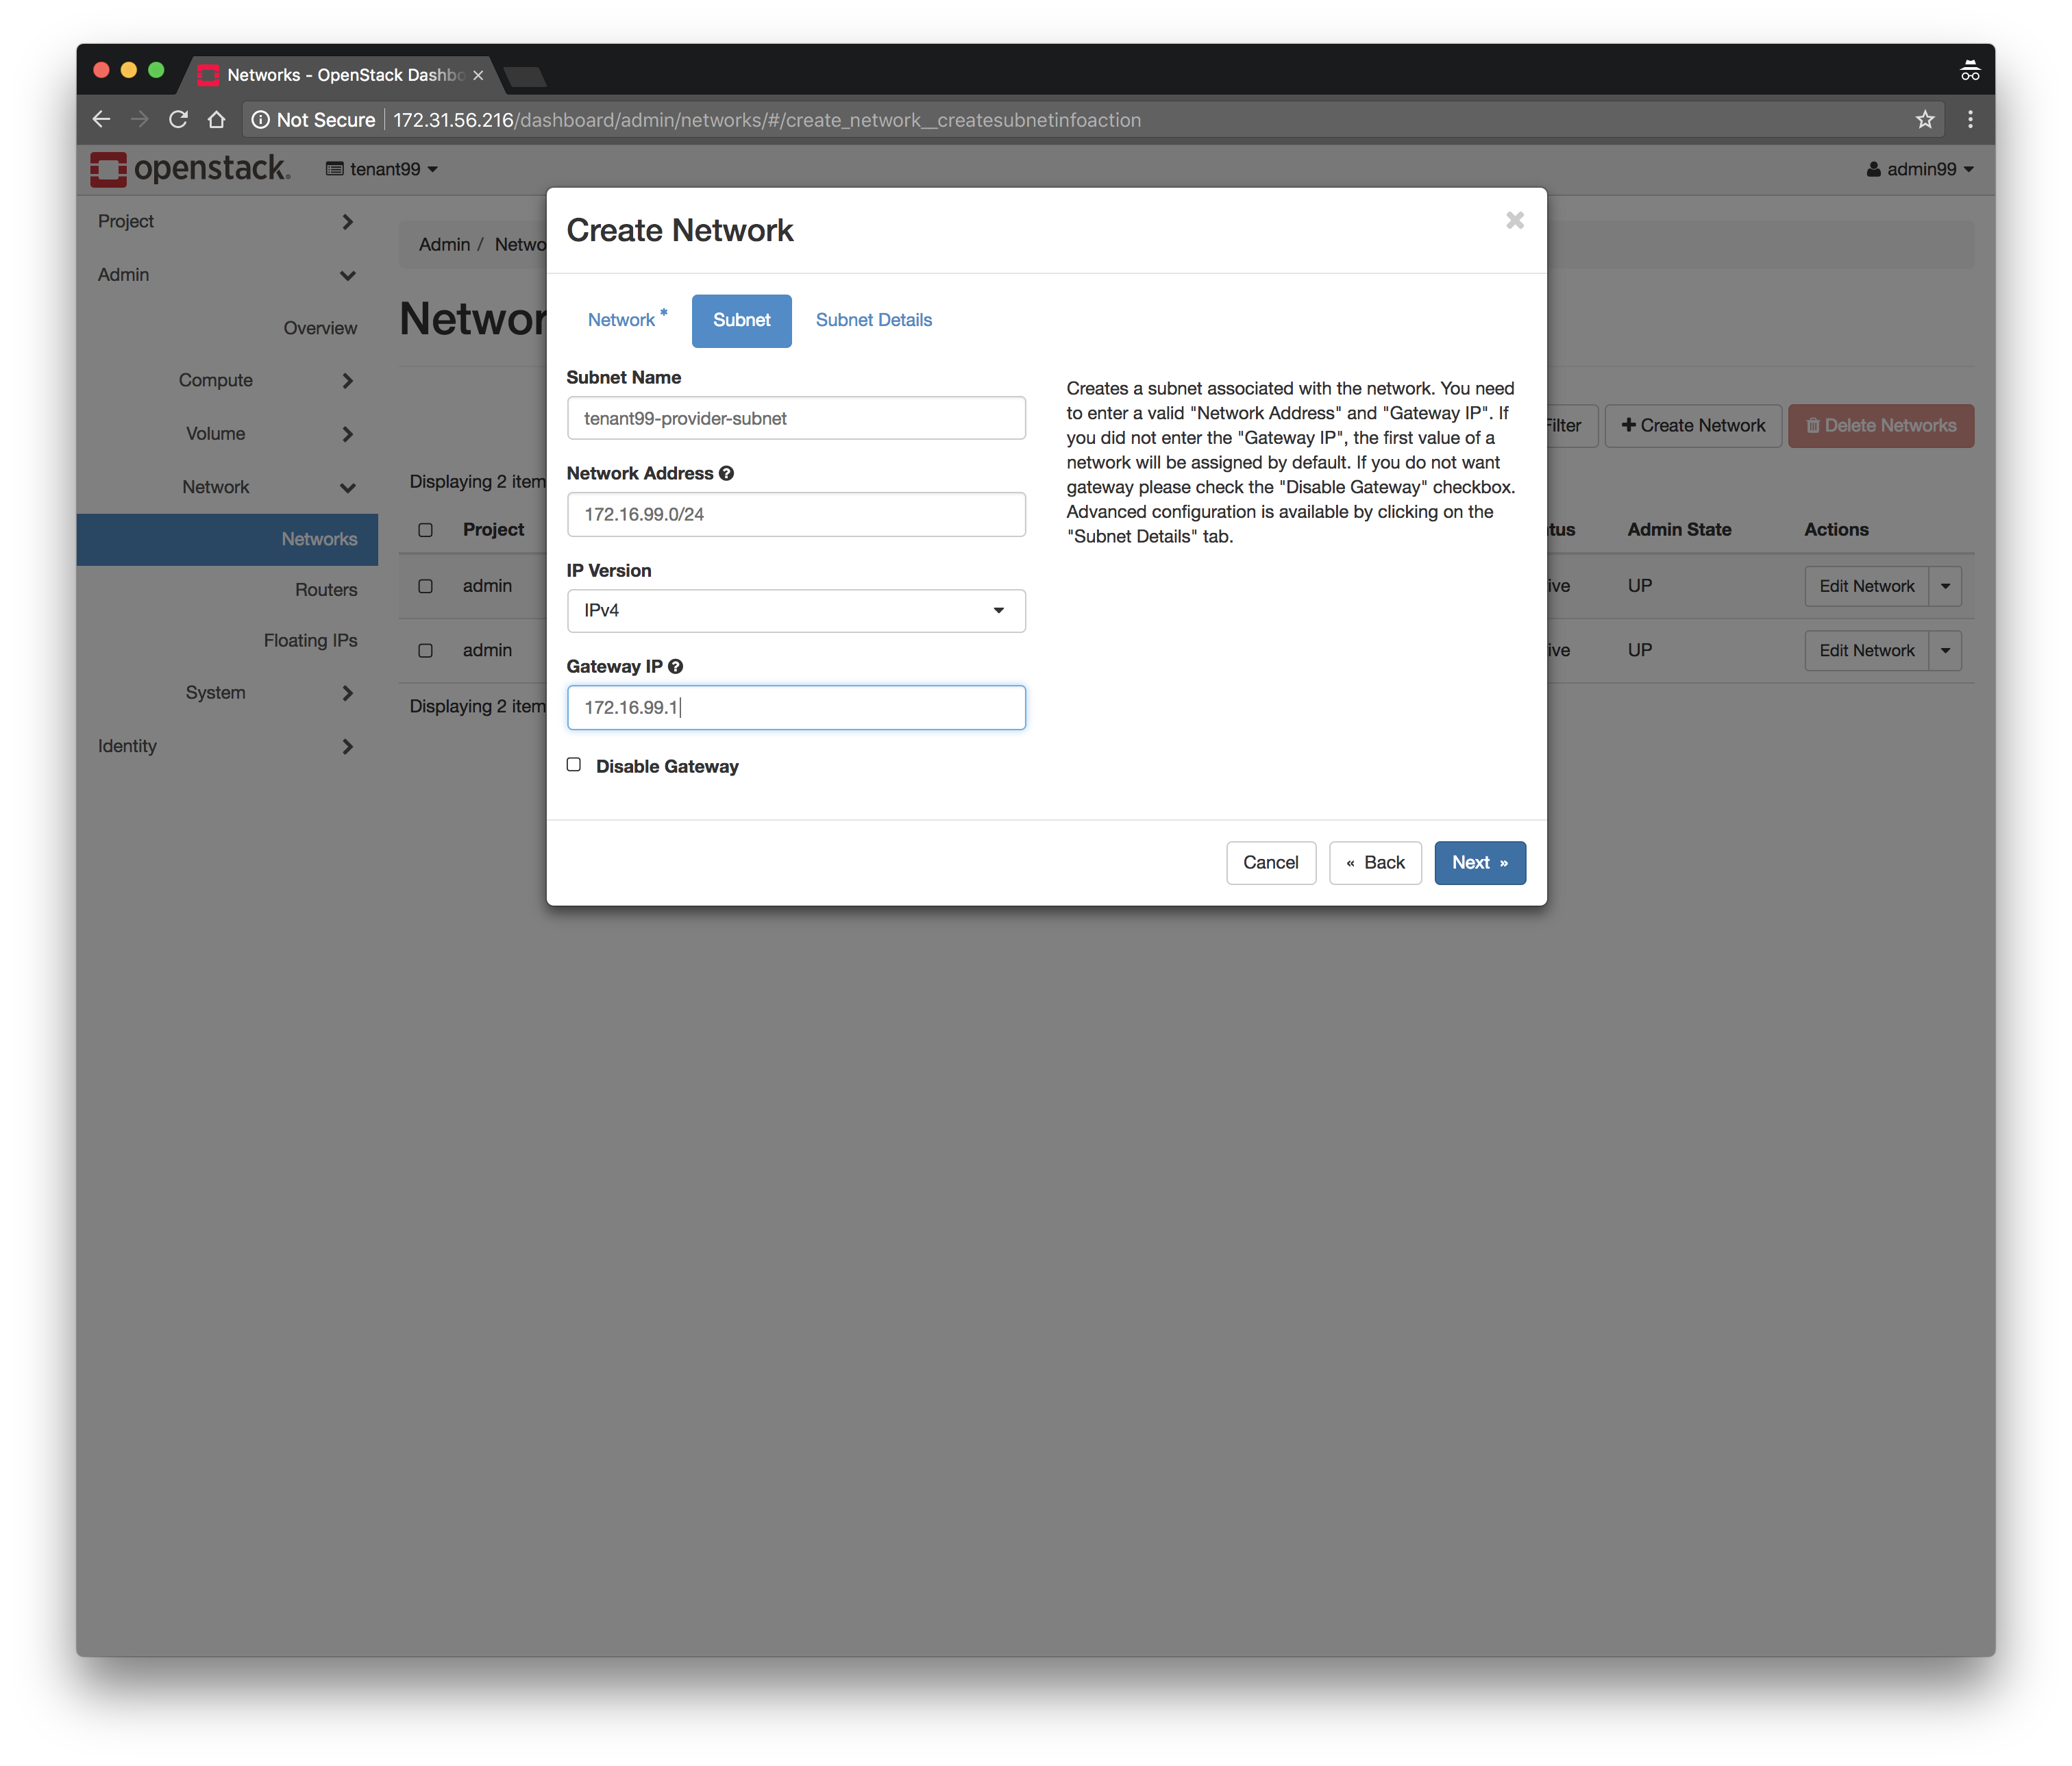 Networks - OpenStack Dashbo
Not Secure 172.31.56.216/dashboard/admin/networks/#/create_network__createsubnetinfoaction
openstack. tenant99 admin99
Project
Admin
Overview
Compute
Volume
Network
Networks
Routers
Floating IPs
System
Identity
Admin / Netwo
Networ
Filter + Create Network Delete Networks
Displaying 2 item
Project tus Admin State Actions
admin ive UP Edit Network
admin ive UP Edit Network
Displaying 2 item
Create Network
Network * Subnet Subnet Details
Subnet Name
tenant99-provider-subnet
Network Address
172.16.99.0/24
IP Version
IPv4
Gateway IP
172.16.99.1
Disable Gateway
Creates a subnet associated with the network. You need
to enter a valid "Network Address" and "Gateway IP". If
you did not enter the "Gateway IP", the first value of a
network will be assigned by default. If you do not want
gateway please check the "Disable Gateway" checkbox.
Advanced configuration is available by clicking on the
"Subnet Details" tab.
Cancel « Back Next »